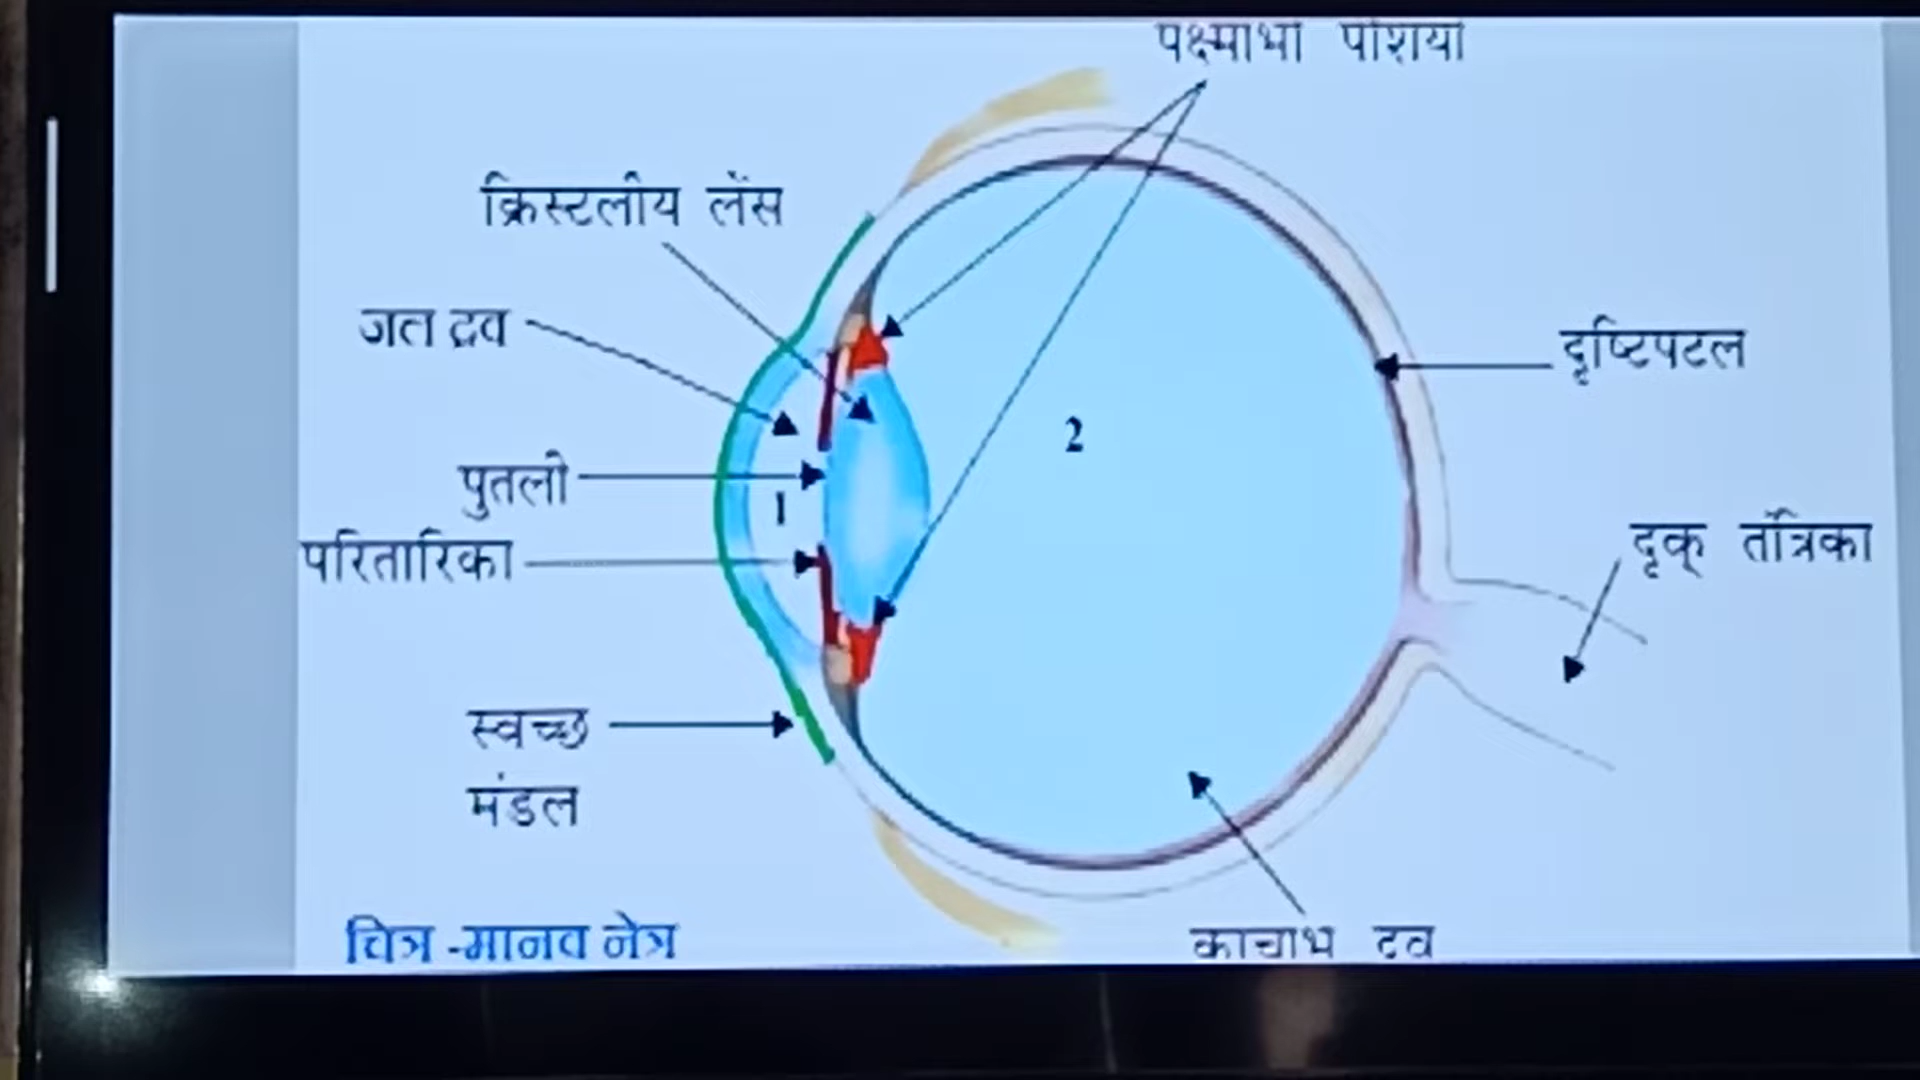 पक्ष्माभी पेशियाँ
क्रिस्टलीय लेंस
जल द्रव
दृष्टिपटल
2
पुतली
1
दृक् तंत्रिका
परितारिका
स्वच्छ
मंडल
चित्र -मानव नेत्र
काचाभ द्रव